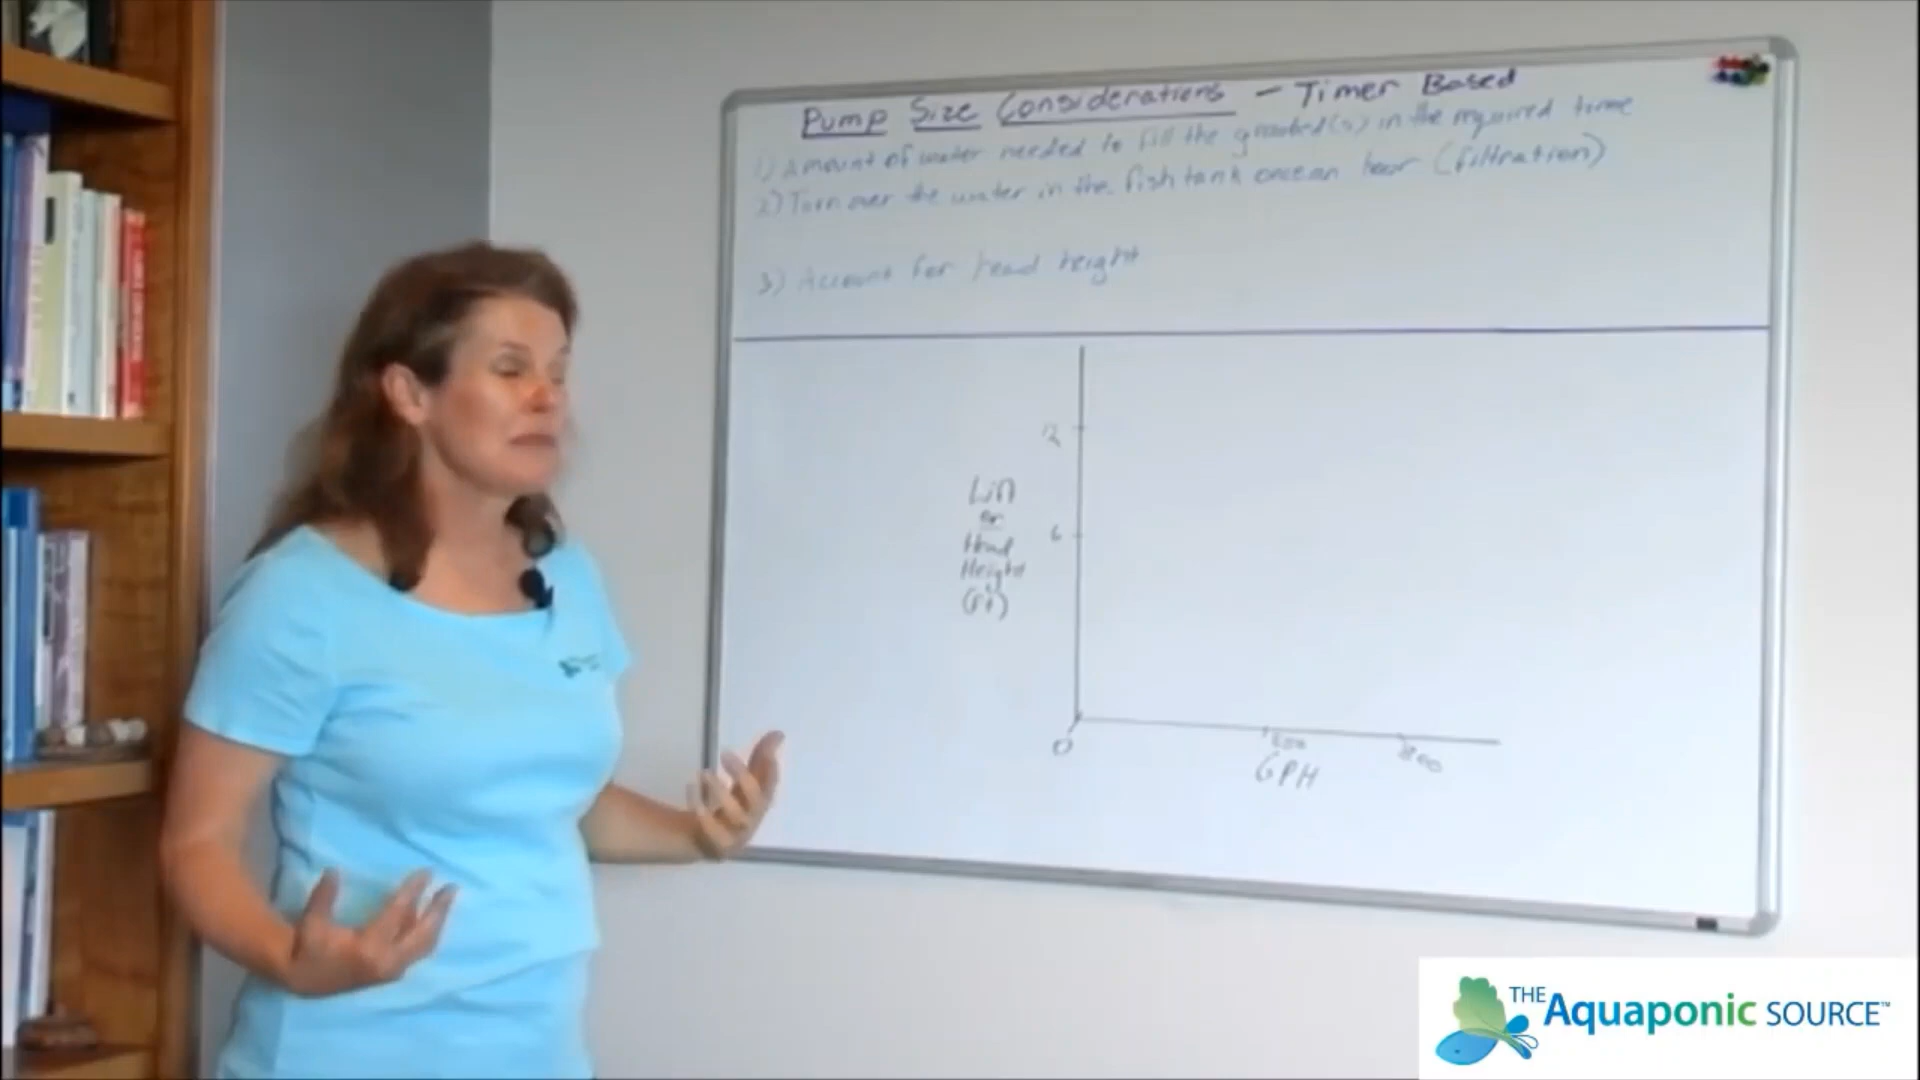 Pump Size Considerations - Timer Based
1) Amount of water needed to fill the growbed(s) in the required time
2) Turn over the water in the fish tank once an hour (filtration)
3) Account for head height
12
Lift
or
Head
Height
(ft)
6
0
800
GPH
THE Aquaponic SOURCE™